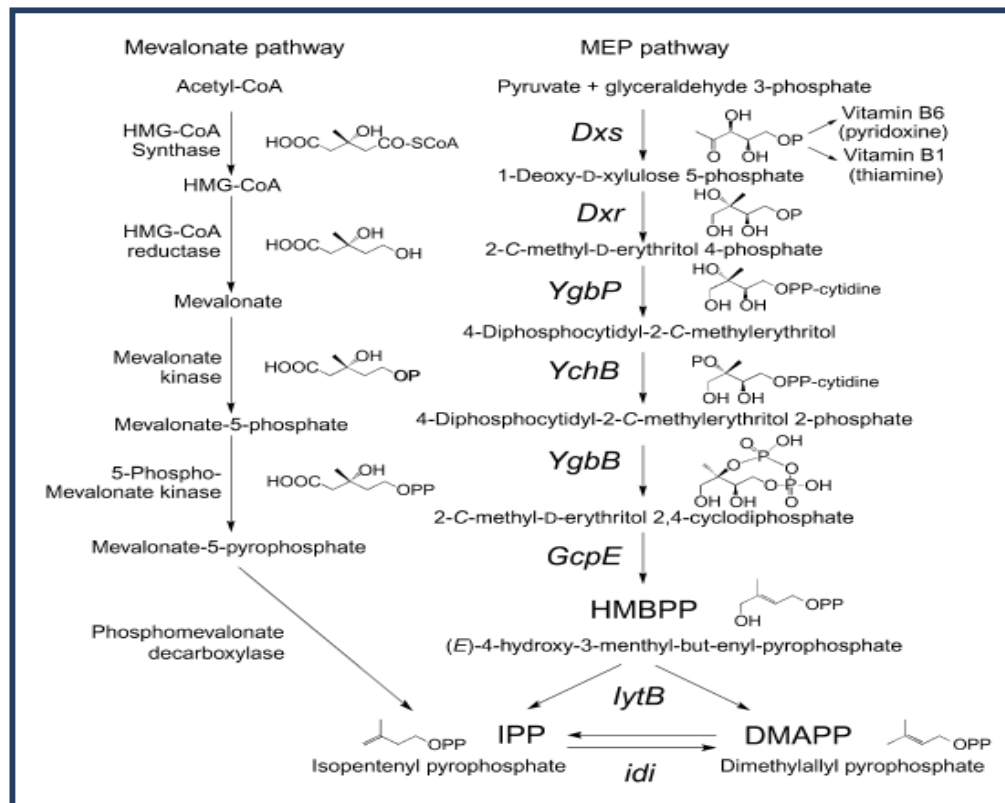 Mevalonate pathway
Acetyl-CoA
HMG-CoA
Synthase
HOOC
OH
CO-SCoA
HMG-CoA
HMG-CoA
reductase
HOOC
OH
OH
Mevalonate
Mevalonate
kinase
HOOC
OH
OP
Mevalonate-5-phosphate
5-Phospho-
Mevalonate kinase
HOOC
OH
OPP
Mevalonate-5-pyrophosphate
Phosphomevalonate
decarboxylase
MEP pathway
Pyruvate + glyceraldehyde 3-phosphate
Dxs
OH
OP
O
OH
Vitamin B6
(pyridoxine)
Vitamin B1
(thiamine)
1-Deoxy-D-xylulose 5-phosphate
Dxr
HO
OP
OH OH
2-C-methyl-D-erythritol 4-phosphate
YgbP
HO
OPP-cytidine
OH OH
4-Diphosphocytidyl-2-C-methylerythritol
YchB
PO
OPP-cytidine
OH OH
4-Diphosphocytidyl-2-C-methylerythritol 2-phosphate
YgbB
OH
O P
O O
O P OH
OH OH O
2-C-methyl-D-erythritol 2,4-cyclodiphosphate
GcpE
HMBPP
OPP
OH
(E)-4-hydroxy-3-menthyl-but-enyl-pyrophosphate
lytB
OPP
IPP
DMAPP
OPP
Isopentenyl pyrophosphate
idi
Dimethylallyl pyrophosphate